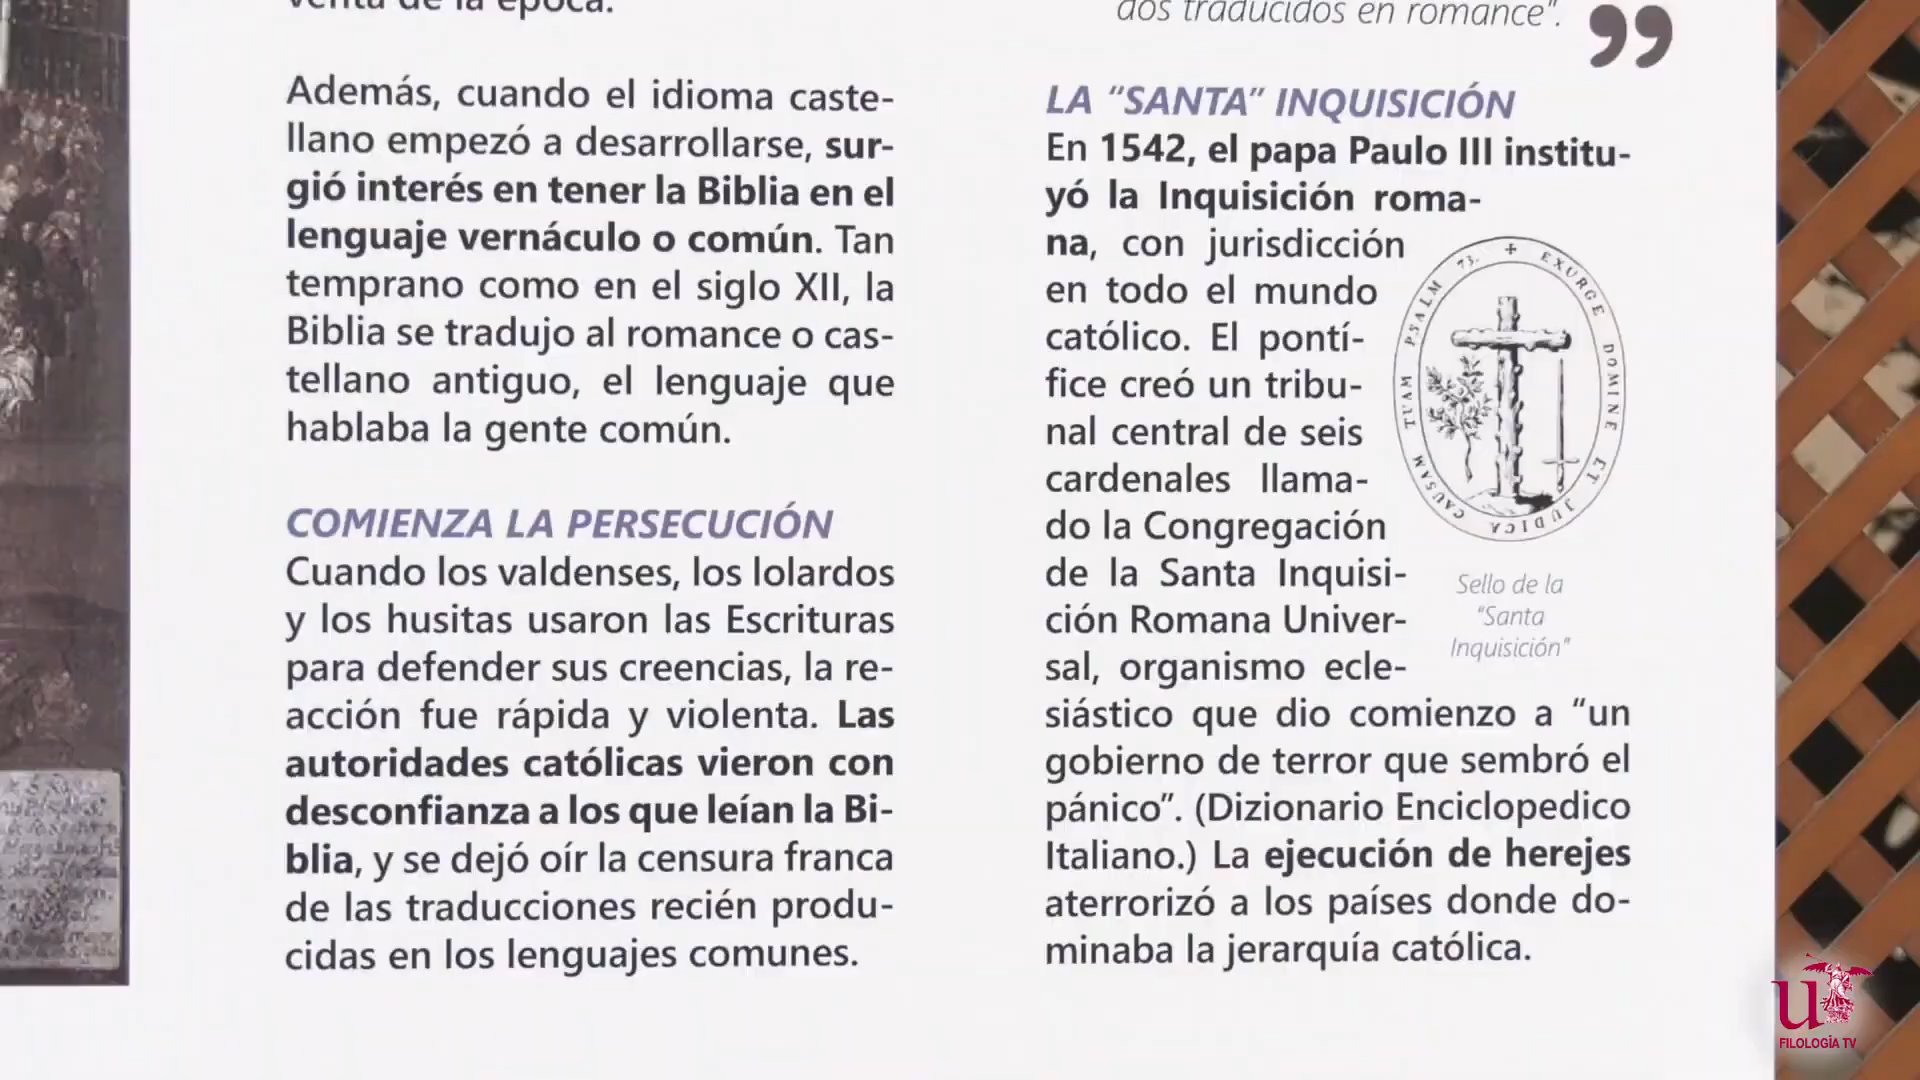 venta de la época.
Además, cuando el idioma caste-
llano empezó a desarrollarse, sur-
gió interés en tener la Biblia en el
lenguaje vernáculo o común. Tan
temprano como en el siglo XII, la
Biblia se tradujo al romance o cas-
tellano antiguo, el lenguaje que
hablaba la gente común.
COMIENZA LA PERSECUCIÓN
Cuando los valdenses, los lolardos
y los husitas usaron las Escrituras
para defender sus creencias, la re-
acción fue rápida y violenta. Las
autoridades católicas vieron con
desconfianza a los que leían la Bi-
blia, y se dejó oír la censura franca
de las traducciones recién produ-
cidas en los lenguajes comunes.
dos traducidos en romance".
”
LA “SANTA” INQUISICIÓN
En 1542, el papa Paulo III institu-
yó la Inquisición roma-
na, con jurisdicción
en todo el mundo
católico. El pontí-
fice creó un tribu-
nal central de seis
cardenales llama-
do la Congregación
de la Santa Inquisi-
ción Romana Univer-
sal, organismo ecle-
siástico que dio comienzo a “un
gobierno de terror que sembró el
pánico”. (Dizionario Enciclopedico
Italiano.) La ejecución de herejes
aterrorizó a los países donde do-
minaba la jerarquía católica.
EXURGE DOMINE ET JUDICA CAUSAM TUAM PSALM 73.
Sello de la
“Santa
Inquisición”
u
FILOLOGÍA TV